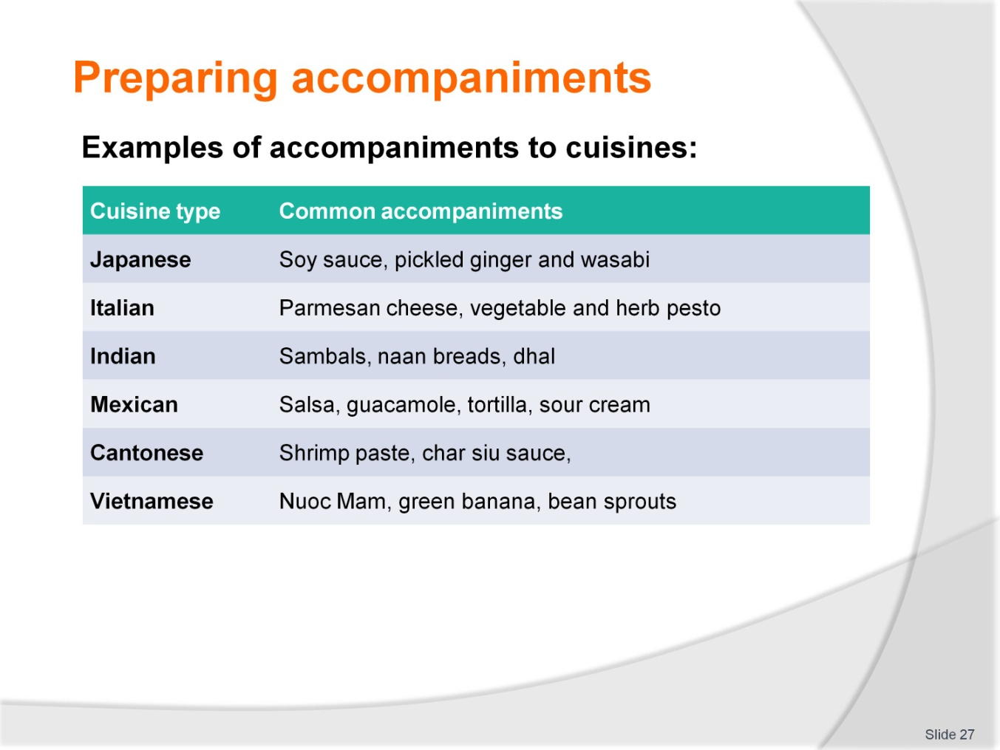 Preparing accompaniments
Examples of accompaniments to cuisines:
Cuisine type Common accompaniments
Japanese Soy sauce, pickled ginger and wasabi
Italian Parmesan cheese, vegetable and herb pesto
Indian Sambals, naan breads, dhal
Mexican Salsa, guacamole, tortilla, sour cream
Cantonese Shrimp paste, char siu sauce,
Vietnamese Nuoc Mam, green banana, bean sprouts
Slide 27